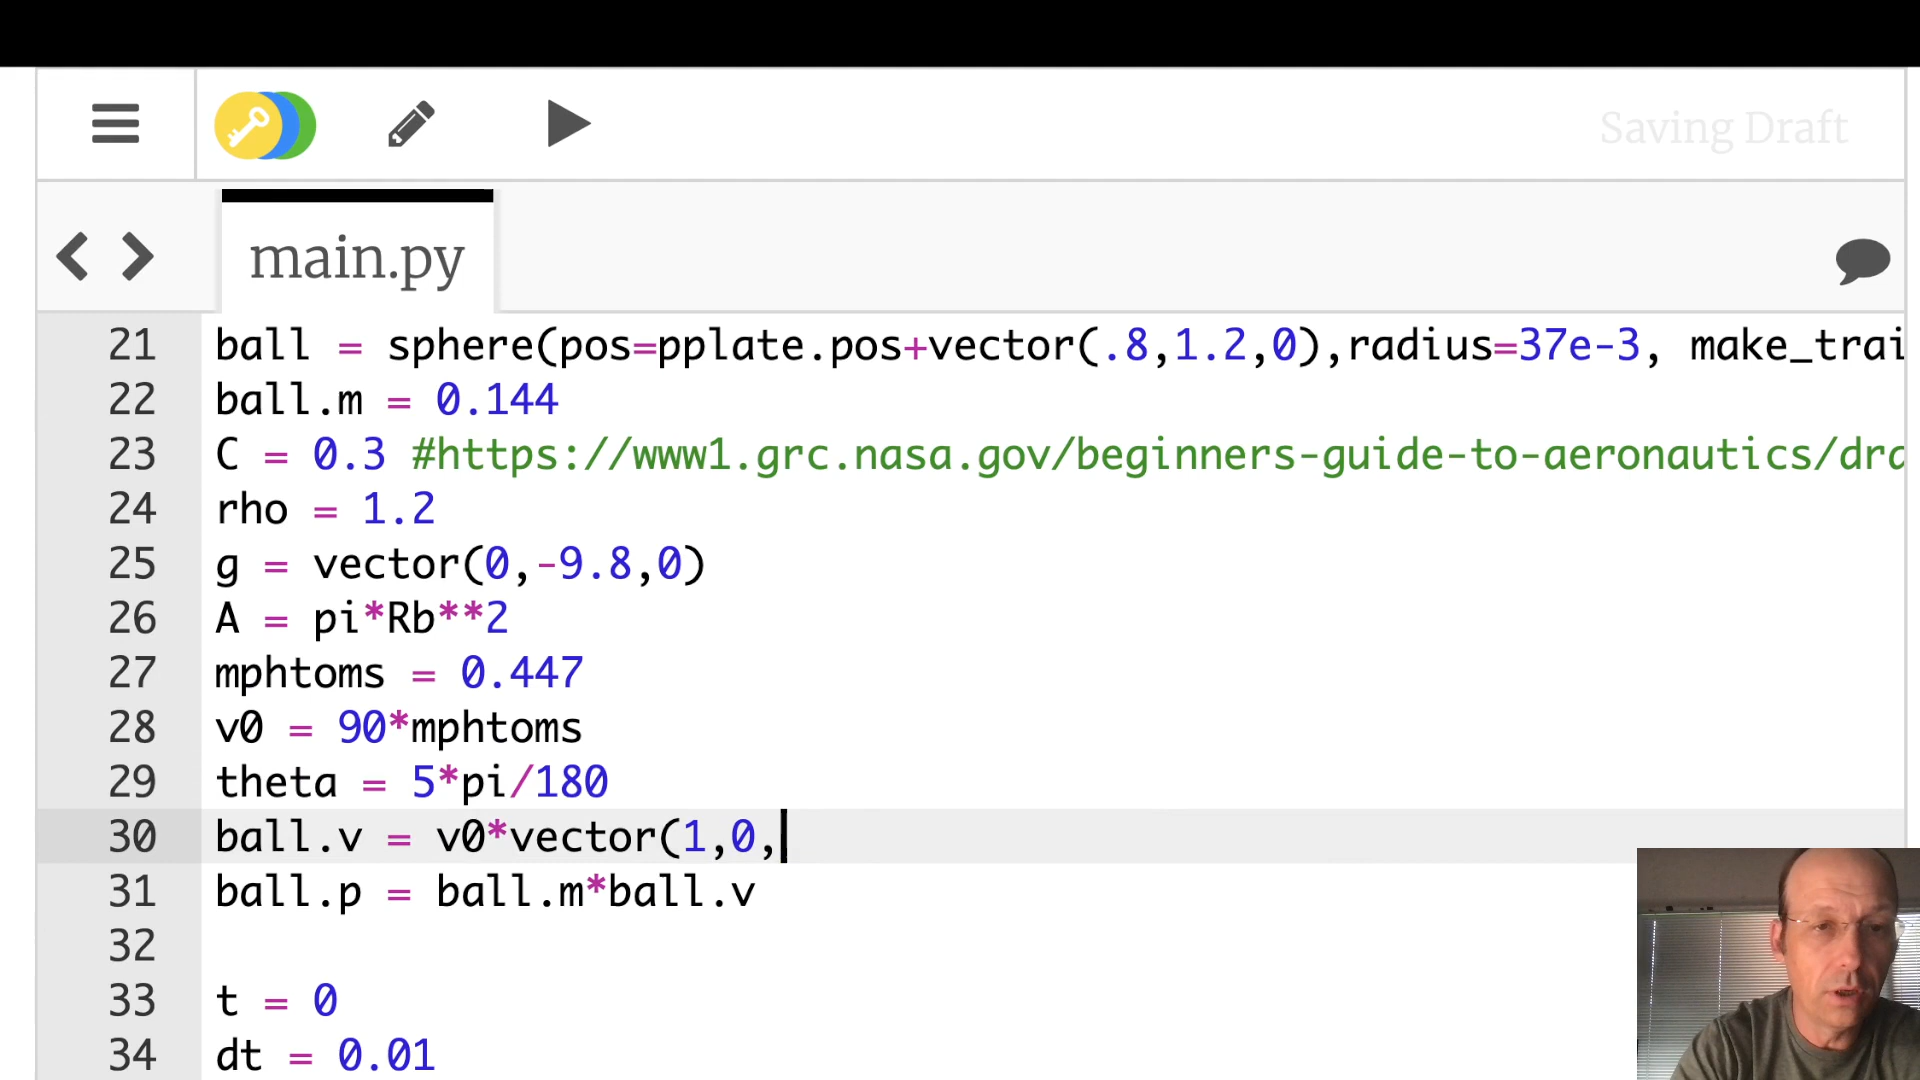 Saving Draft
main.py
21 ball = sphere(pos=pplate.pos+vector(.8,1.2,0),radius=37e-3, make_trai
22 ball.m = 0.144
23 C = 0.3 #https://www1.grc.nasa.gov/beginners-guide-to-aeronautics/dra
24 rho = 1.2
25 g = vector(0,-9.8,0)
26 A = pi*Rb**2
27 mphtoms = 0.447
28 v0 = 90*mphtoms
29 theta = 5*pi/180
30 ball.v = v0*vector(1,0,
31 ball.p = ball.m*ball.v
32
33 t = 0
34 dt = 0.01